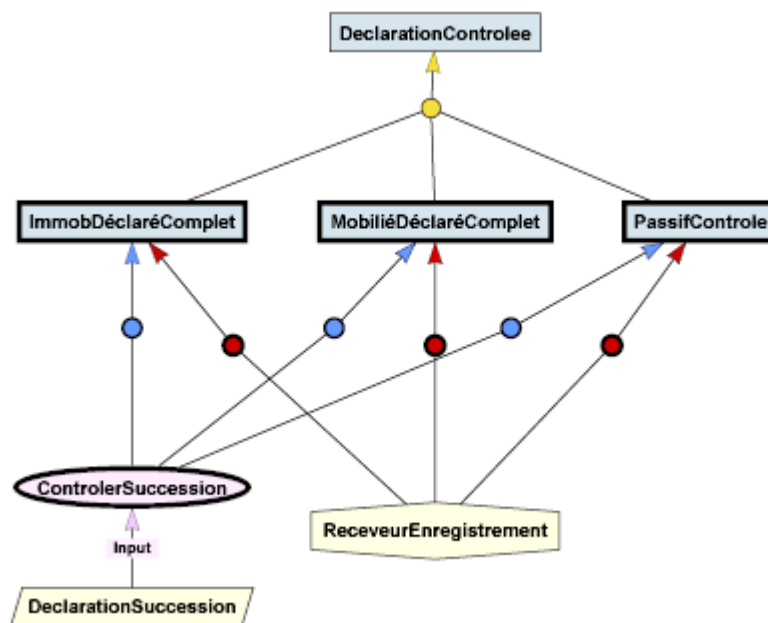 DeclarationControlee
ImmobDéclaréComplet
MobiliéDéclaréComplet
PassifControle
ControlerSuccession
ReceveurEnregistrement
Input
DeclarationSuccession